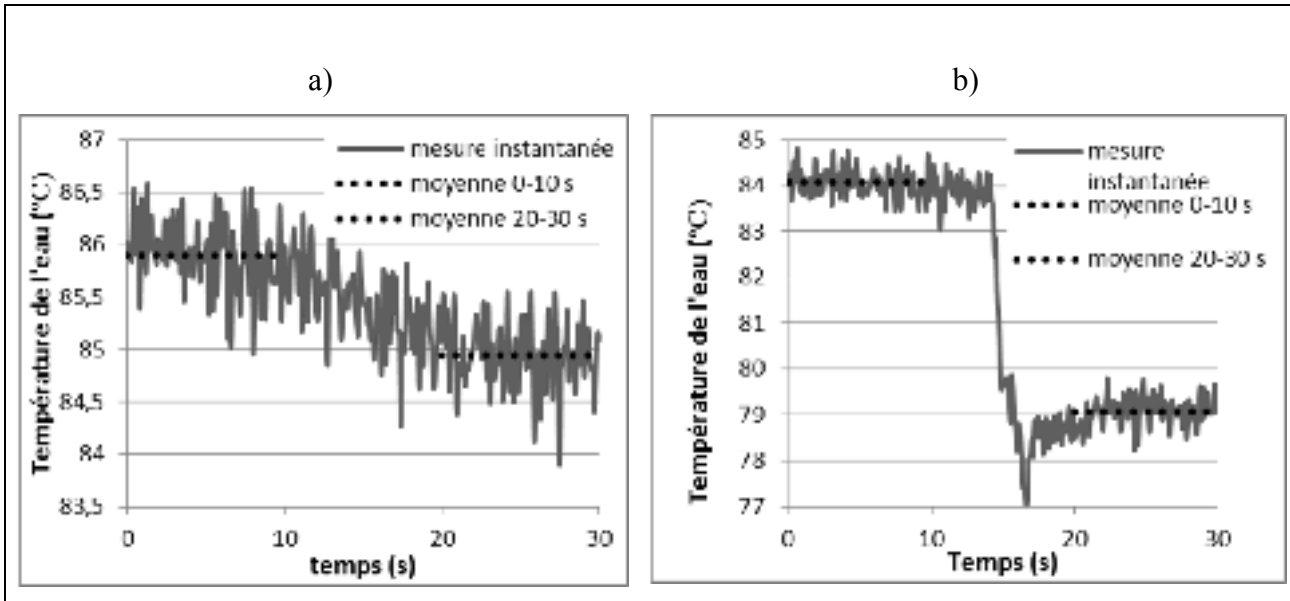 a)
b)
87
86,5
86
85,5
85
84,5
84
83,5
0
10
20
30
temps (s)
Température de l'eau (°C)
mesure instantanée
moyenne 0-10 s
moyenne 20-30 s
85
84
83
82
81
80
79
78
77
0
10
20
30
Temps (s)
Température de l'eau (°C)
mesure
instantanée
moyenne 0-10 s
moyenne 20-30 s